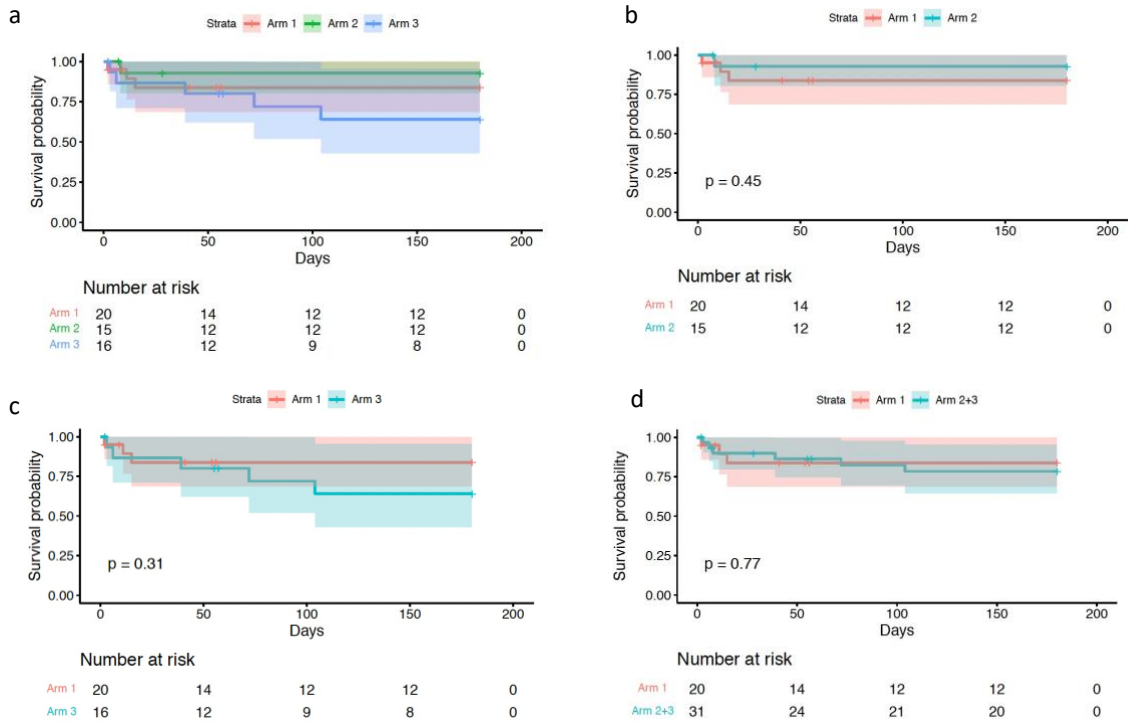 a
Strata Arm 1 Arm 2 Arm 3
Survival probability
1.00
0.75
0.50
0.25
0.00
0 50 100 150 200
Days
Number at risk
Arm 1 20 14 12 12 0
Arm 2 15 12 12 12 0
Arm 3 16 12 9 8 0
b
Strata Arm 1 Arm 2
Survival probability
1.00
0.75
0.50
0.25
0.00
p = 0.45
0 50 100 150 200
Days
Number at risk
Arm 1 20 14 12 12 0
Arm 2 15 12 12 12 0
c
Strata Arm 1 Arm 3
Survival probability
1.00
0.75
0.50
0.25
0.00
p = 0.31
0 50 100 150 200
Days
Number at risk
Arm 1 20 14 12 12 0
Arm 3 16 12 9 8 0
d
Strata Arm 1 Arm 2+3
Survival probability
1.00
0.75
0.50
0.25
0.00
p = 0.77
0 50 100 150 200
Days
Number at risk
Arm 1 20 14 12 12 0
Arm 2+3 31 24 21 20 0